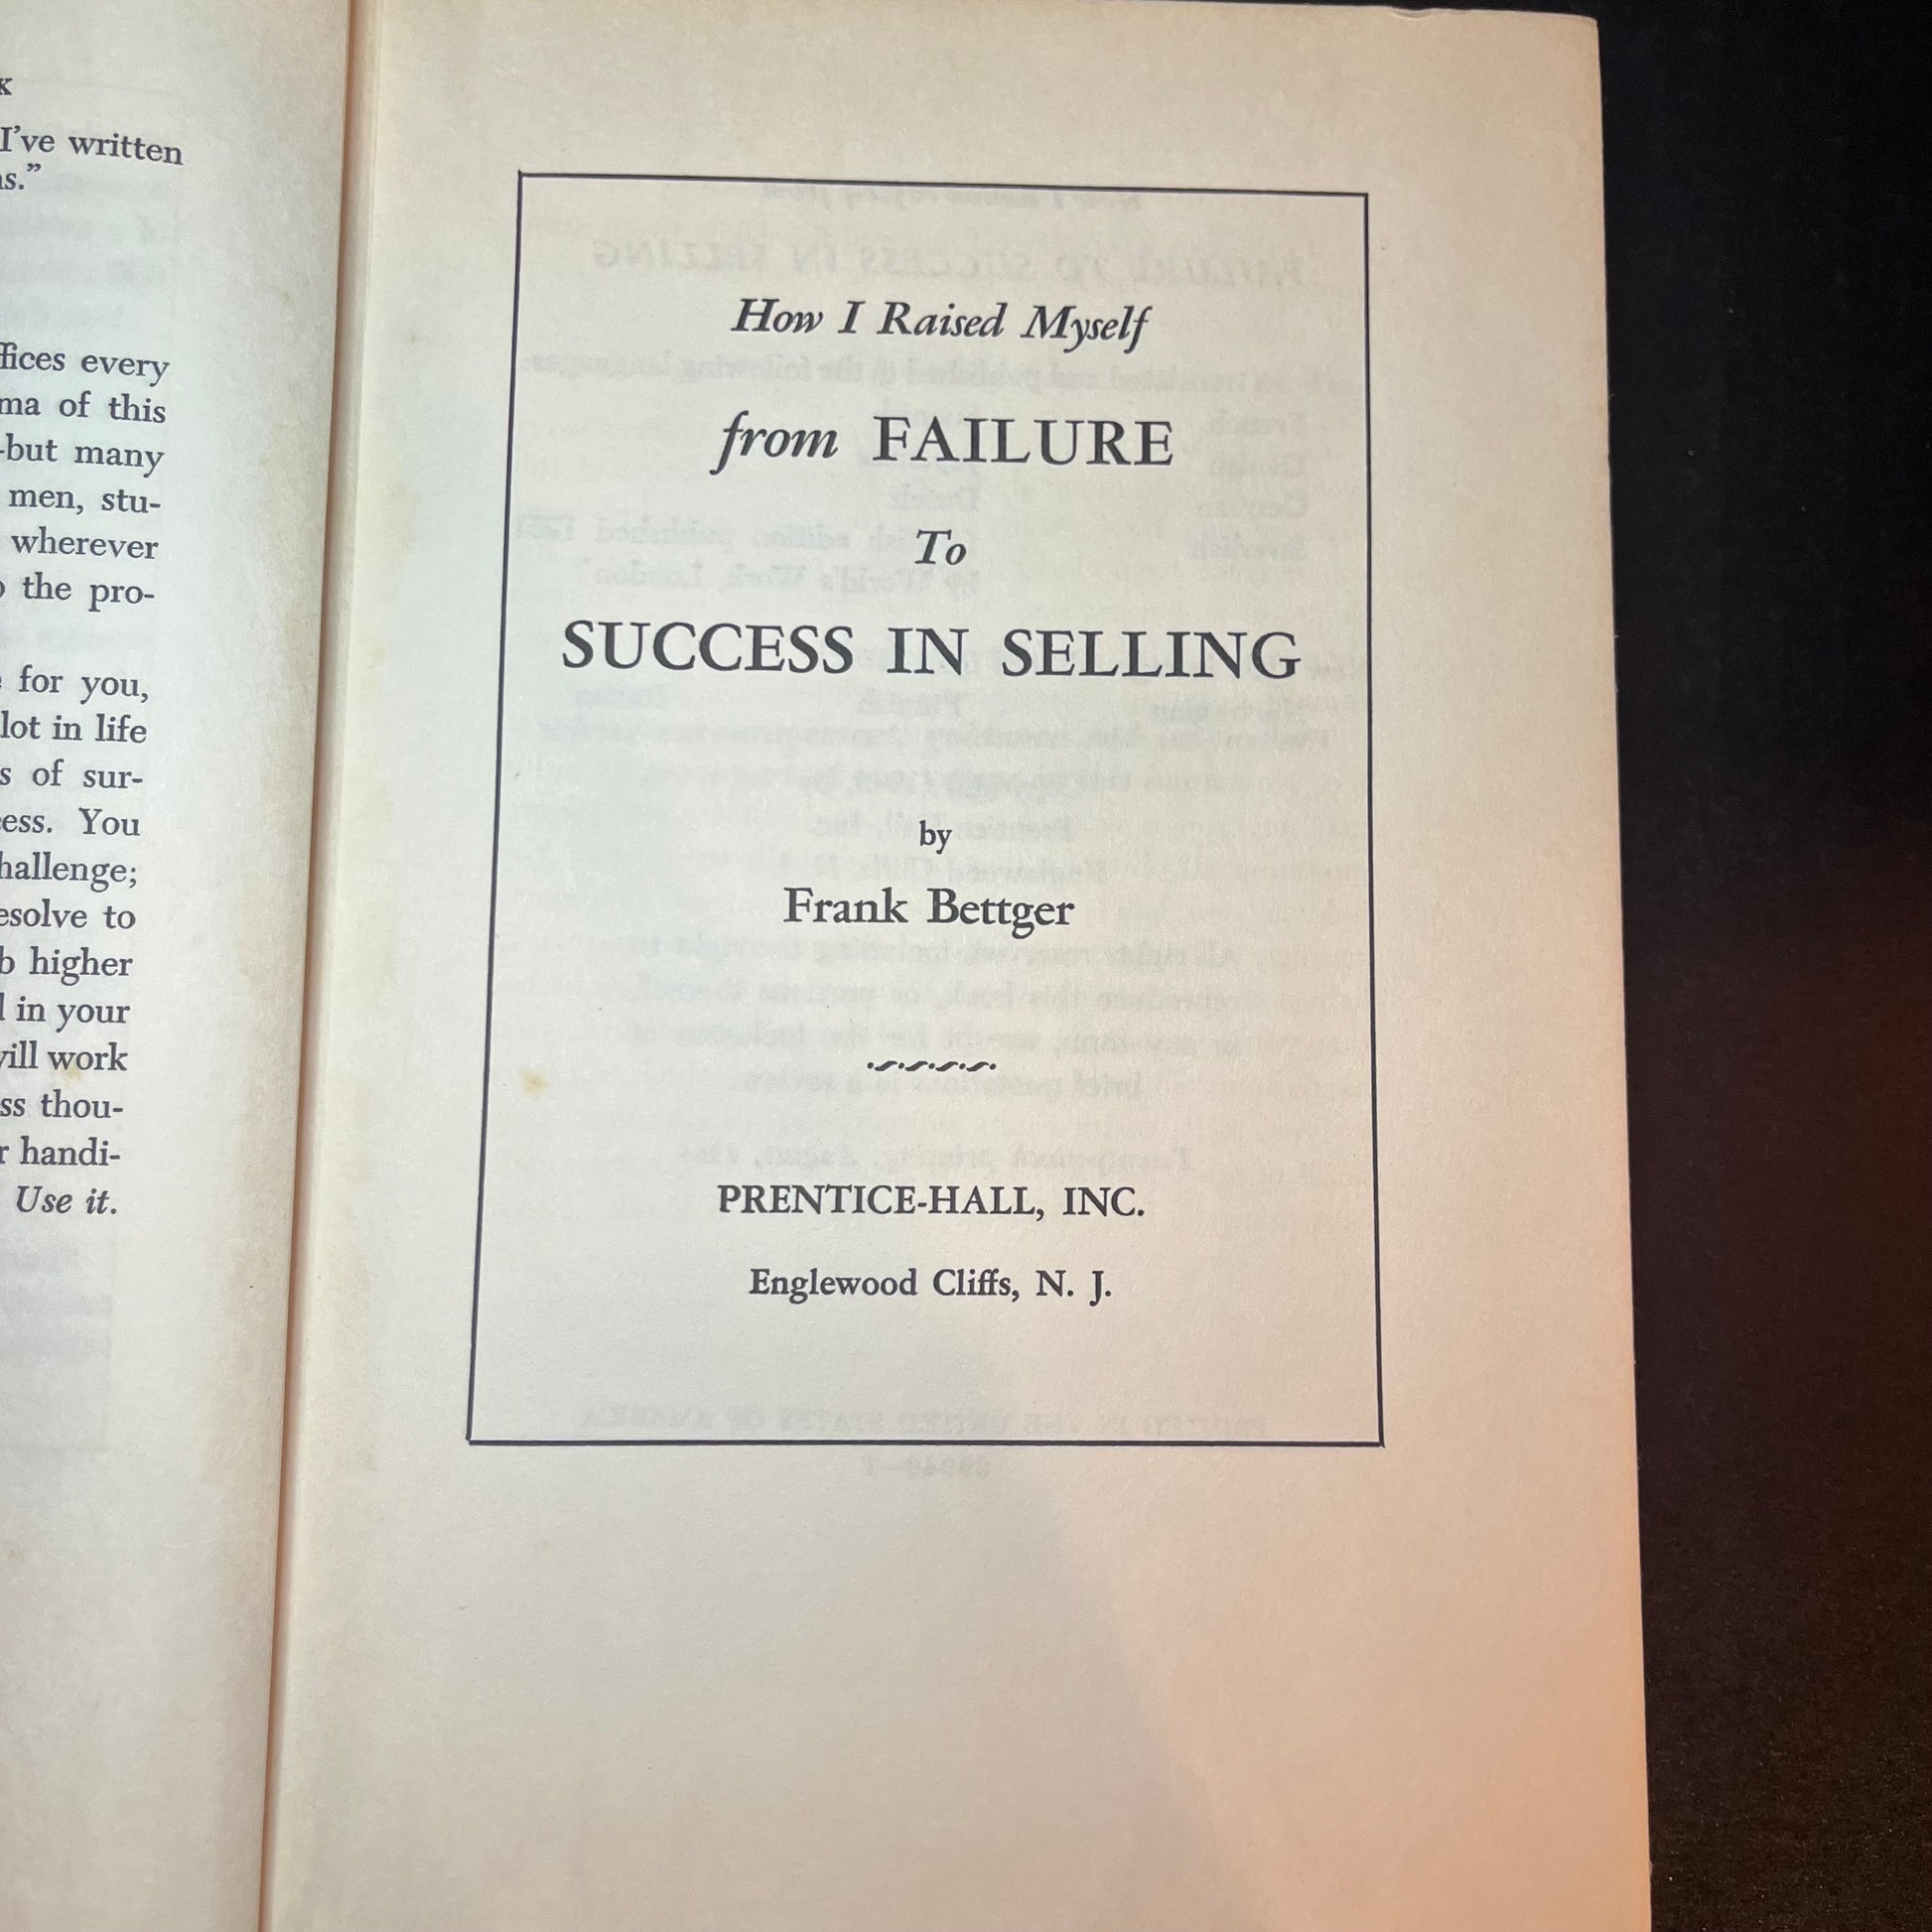 K
I've written
s."
ffices every
ma of this
-but many
men, stu-
wherever
the pro-
for you,
lot in life
s of sur-
cess. You
hallenge;
esolve to
b higher
in your
will work
ss thou-
r handi-
Use it.
How I Raised Myself
from FAILURE
To
SUCCESS IN SELLING
by
Frank Bettger
PRENTICE-HALL, INC.
Englewood Cliffs, N. J.